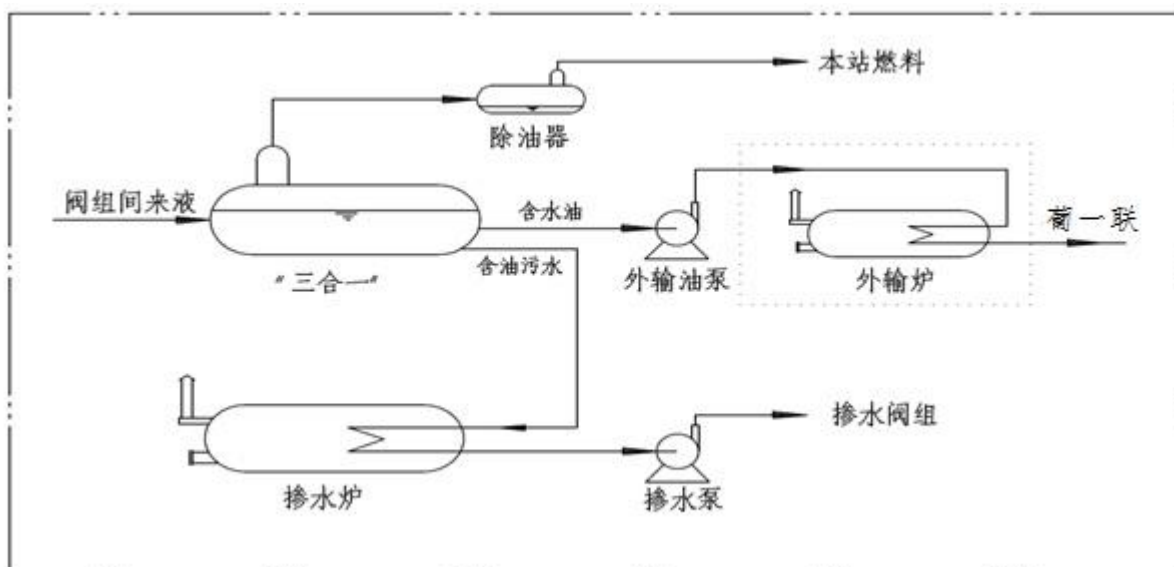 本站燃料
除油器
阀组间来液
含水油
葡一联
含油污水
外输油泵
外输炉
"三合一"
掺水阀组
掺水炉
掺水泵